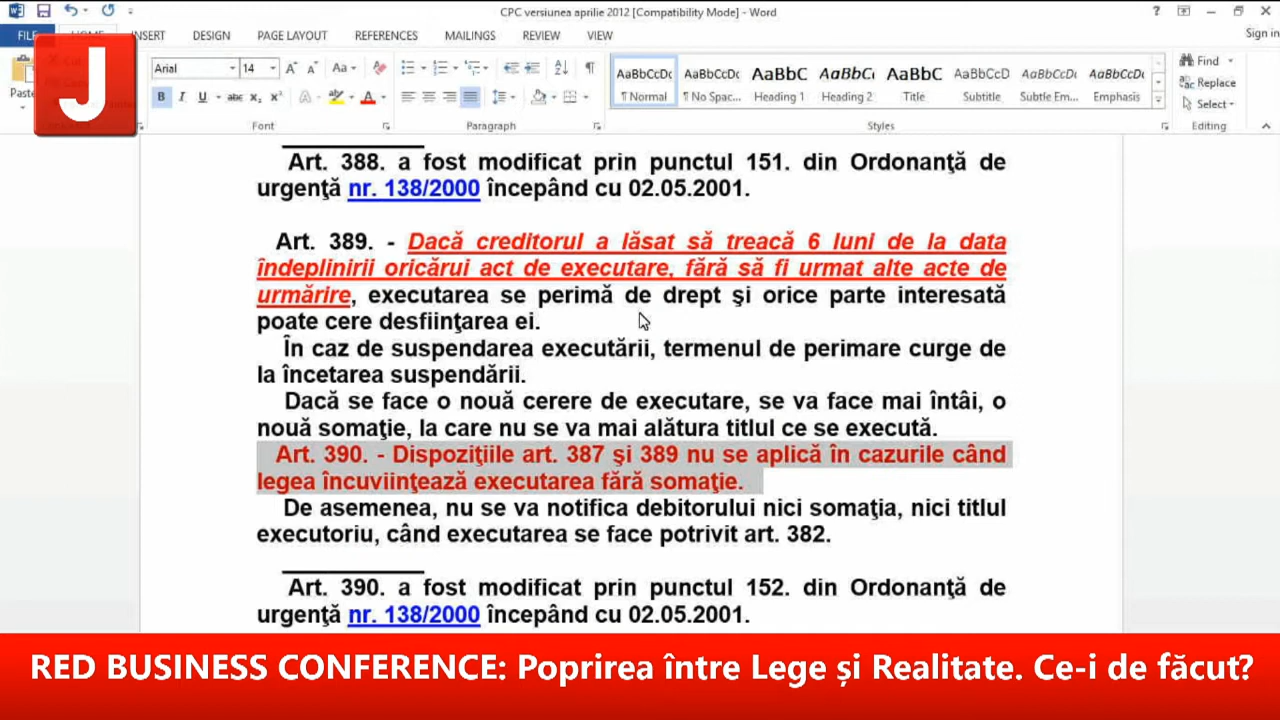 CPC versiunea aprilie 2012 [Compatibility Mode] - Word
FILE
INSERT DESIGN PAGE LAYOUT REFERENCES MAILINGS REVIEW VIEW Sign in
J
Paste
Arial 14 Aa
B I U abc x₂ x² A A
AaBbCcDc AaBbCcDc AaBbC AaBbCc AaBbC AaBbCcD AaBbCcDc AaBbCcDc
¶ Normal ¶ No Spac... Heading 1 Heading 2 Title Subtitle Subtle Em... Emphasis
Find
Replace
Select
Font Paragraph Styles Editing
Art. 388. a fost modificat prin punctul 151. din Ordonanţă de
urgenţă nr. 138/2000 începând cu 02.05.2001.
Art. 389. - Dacă creditorul a lăsat să treacă 6 luni de la data
îndeplinirii oricărui act de executare, fără să fi urmat alte acte de
urmărire, executarea se perimă de drept şi orice parte interesată
poate cere desfiinţarea ei.
În caz de suspendarea executării, termenul de perimare curge de
la încetarea suspendării.
Dacă se face o nouă cerere de executare, se va face mai întâi, o
nouă somaţie, la care nu se va mai alătura titlul ce se execută.
Art. 390. - Dispoziţiile art. 387 şi 389 nu se aplică în cazurile când
legea încuviinţează executarea fără somaţie.
De asemenea, nu se va notifica debitorului nici somaţia, nici titlul
executoriu, când executarea se face potrivit art. 382.
Art. 390. a fost modificat prin punctul 152. din Ordonanţă de
urgenţă nr. 138/2000 începând cu 02.05.2001.
RED BUSINESS CONFERENCE: Poprirea între Lege și Realitate. Ce-i de făcut?